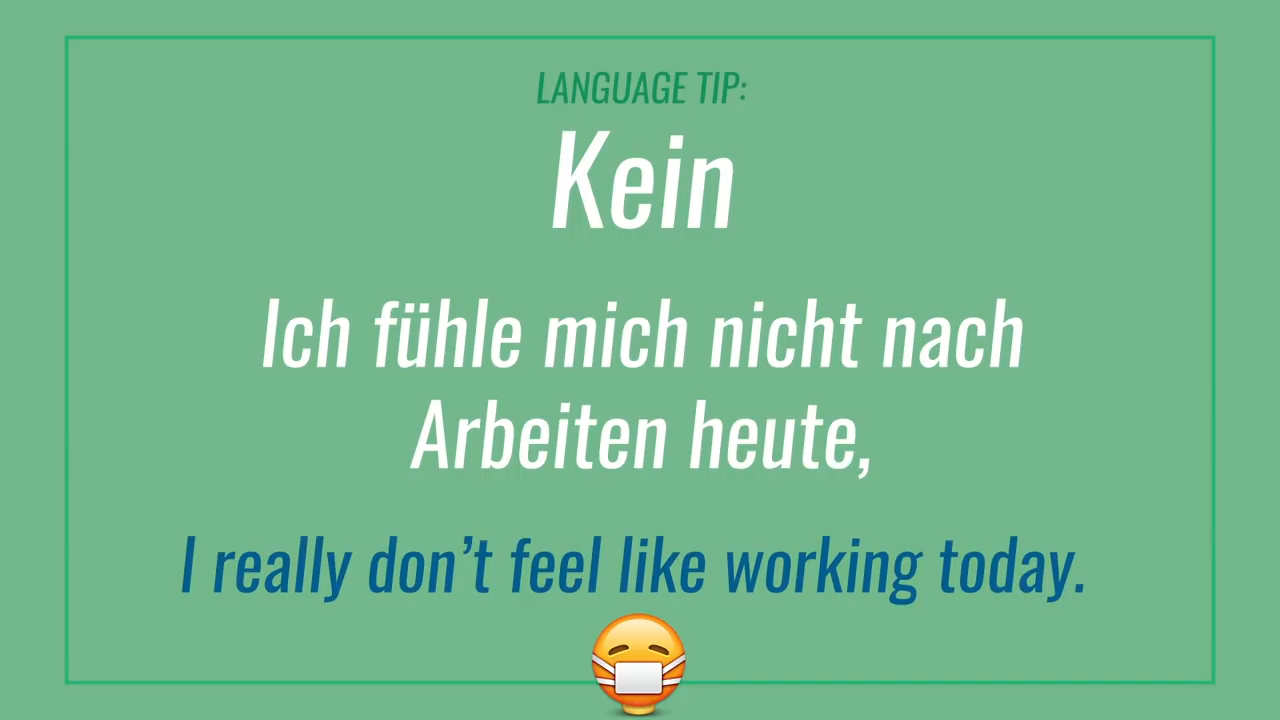 LANGUAGE TIP:
Kein
Ich fühle mich nicht nach
Arbeiten heute,
I really don’t feel like working today.